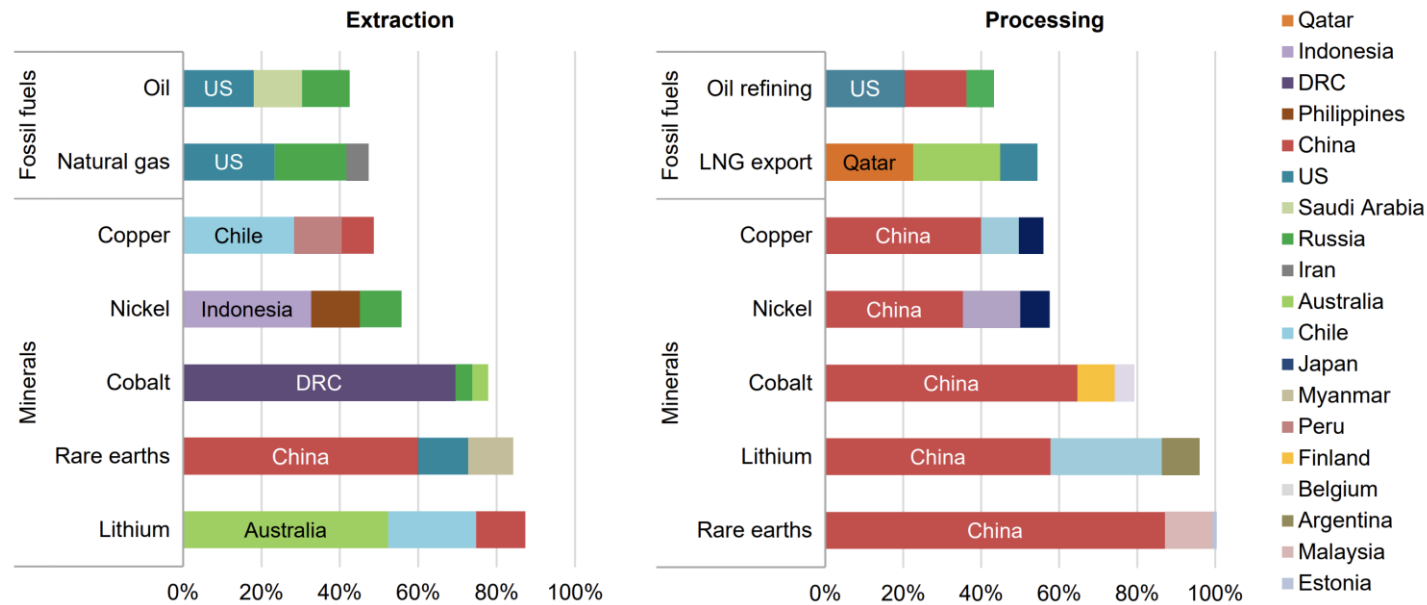 Extraction
Fossil fuels
Oil
US
Natural gas
US
Minerals
Copper
Chile
Nickel
Indonesia
Cobalt
DRC
Rare earths
China
Lithium
Australia
0% 20% 40% 60% 80% 100%
Processing
Fossil fuels
Oil refining
US
LNG export
Qatar
Minerals
Copper
China
Nickel
China
Cobalt
China
Lithium
China
Rare earths
China
0% 20% 40% 60% 80% 100%
Qatar
Indonesia
DRC
Philippines
China
US
Saudi Arabia
Russia
Iran
Australia
Chile
Japan
Myanmar
Peru
Finland
Belgium
Argentina
Malaysia
Estonia